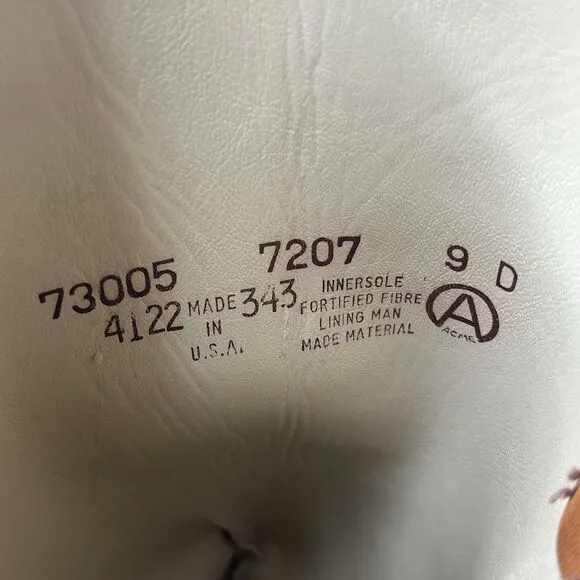 73005 7207 9 D
4122 MADE IN U.S.A. 343
INNERSOLE
FORTIFIED FIBRE
LINING MAN
MADE MATERIAL
A
ACME